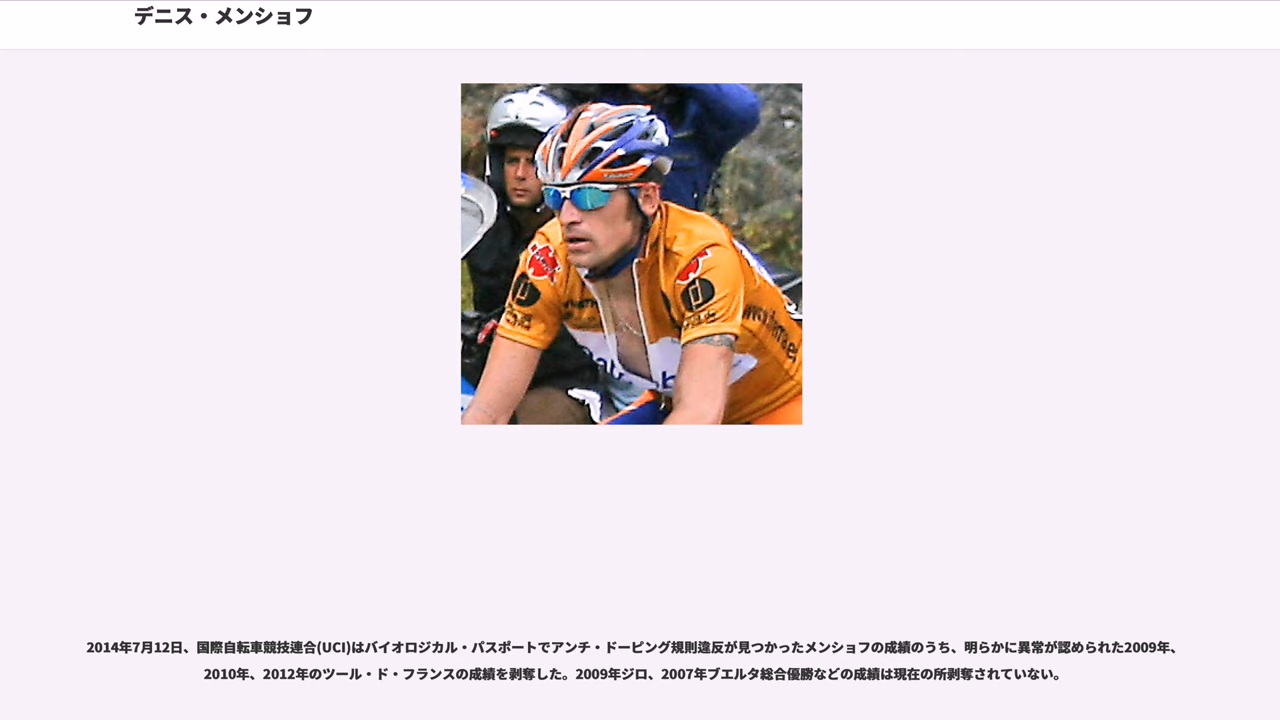 デニス・メンショフ
2014年7月12日、国際自転車競技連合(UCI)はバイオロジカル・パスポートでアンチ・ドーピング規則違反が見つかったメンショフの成績のうち、明らかに異常が認められた2009年、
2010年、2012年のツール・ド・フランスの成績を剥奪した。2009年ジロ、2007年ブエルタ総合優勝などの成績は現在の所剥奪されていない。